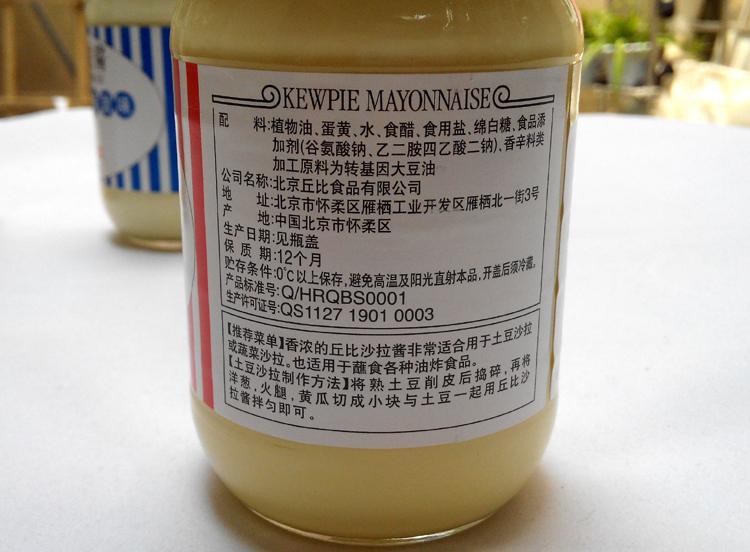 KEWPIE MAYONNAISE
配 料:植物油、蛋黄、水、食醋、食用盐、绵白糖、食品添
加剂(谷氨酸钠、乙二胺四乙酸二钠)、香辛料类
加工原料为转基因大豆油
公司名称:北京丘比食品有限公司
地 址:北京市怀柔区雁栖工业开发区雁栖北一街3号
产 地:中国北京市怀柔区
生产日期:见瓶盖
保 质 期:12个月
贮存条件:0℃以上保存,避免高温及阳光直射本品,开盖后须冷藏。
产品标准号:Q/HRQBS0001
生产许可证号:QS1127 1901 0003
【推荐菜单】香浓的丘比沙拉酱非常适合用于土豆沙拉
或蔬菜沙拉。也适用于蘸食各种油炸食品。
【土豆沙拉制作方法】将熟土豆削皮后捣碎,再将
洋葱,火腿,黄瓜切成小块与土豆一起用丘比沙
拉酱拌匀即可。